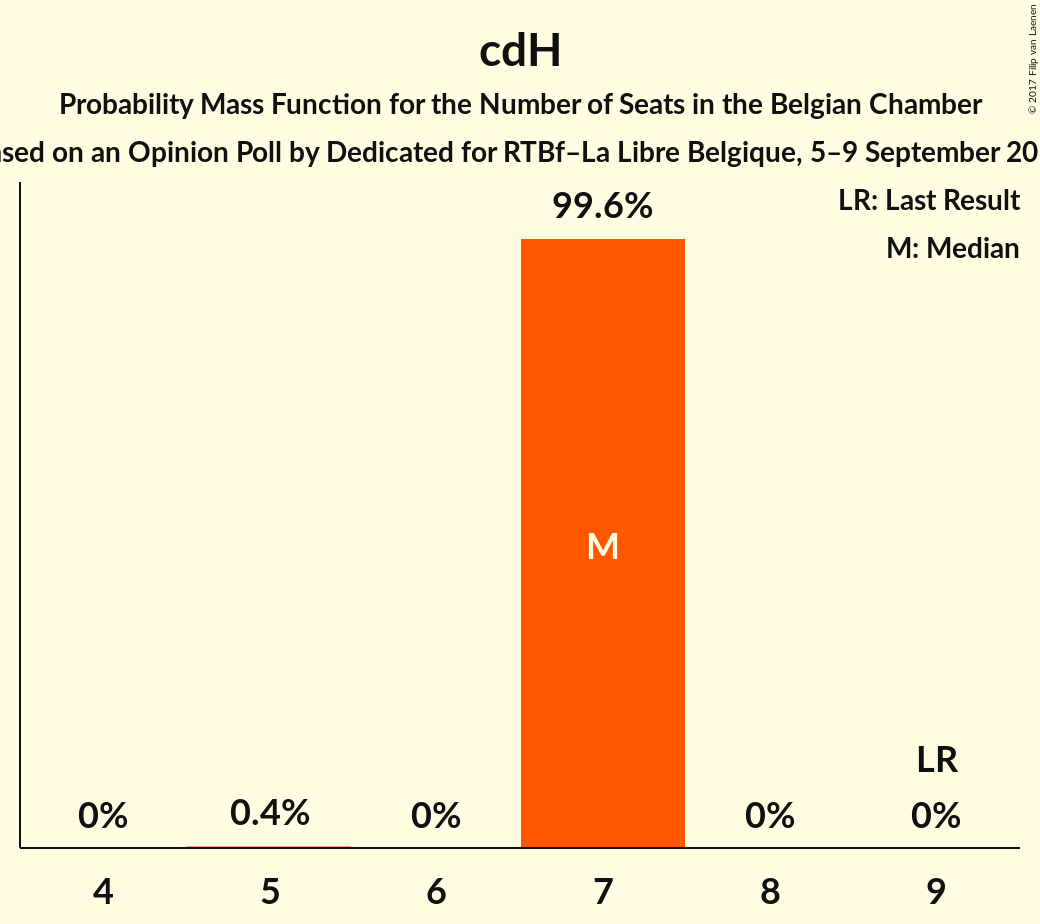 cdH
Probability Mass Function for the Number of Seats in the Belgian Chamber
on an Opinion Poll by Dedicated for RTBf–La Libre Belgique, 5–9 September
LR: Last Result
M: Median
99.6%
M
LR
0% 0.4% 0% 0% 0%
4 5 6 7 8 9
© 2017 Filip van Laenen